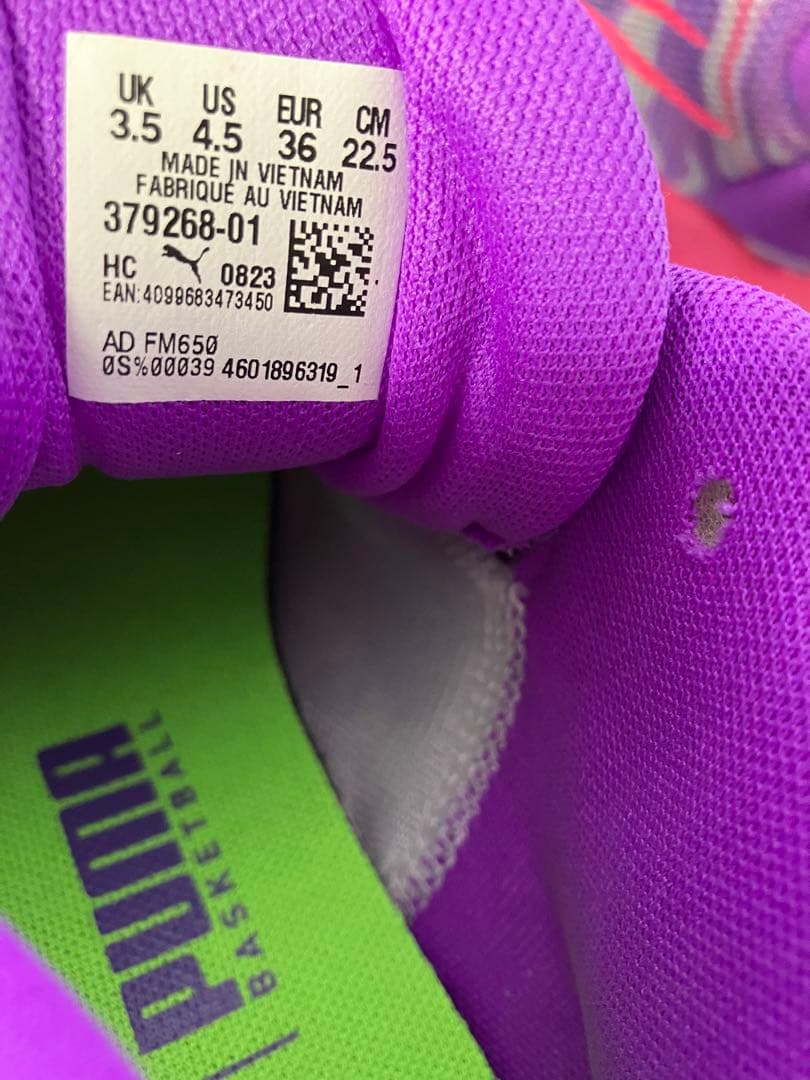 UK US EUR CM
3.5 4.5 36 22.5
MADE IN VIETNAM
FABRIQUÉ AU VIETNAM
379268-01
HC 0823
EAN:4099683473450
AD FM650
0S%00039 4601896319_1
PUMA
BASKETBALL